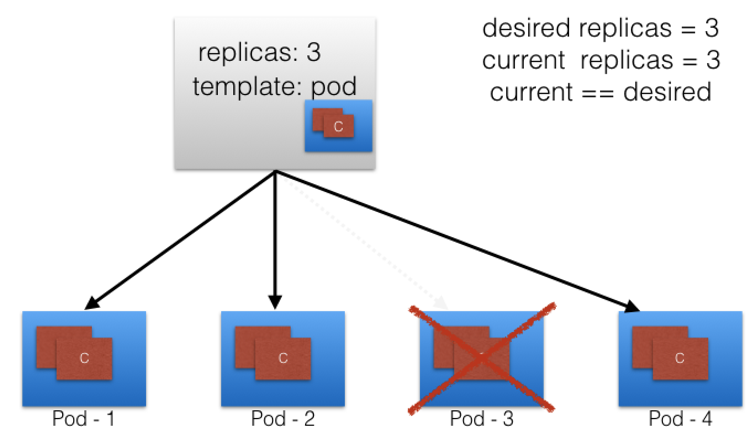 replicas: 3
template: pod
C
desired replicas = 3
current replicas = 3
current == desired
C
C
C
C
Pod - 1
Pod - 2
Pod - 3
Pod - 4